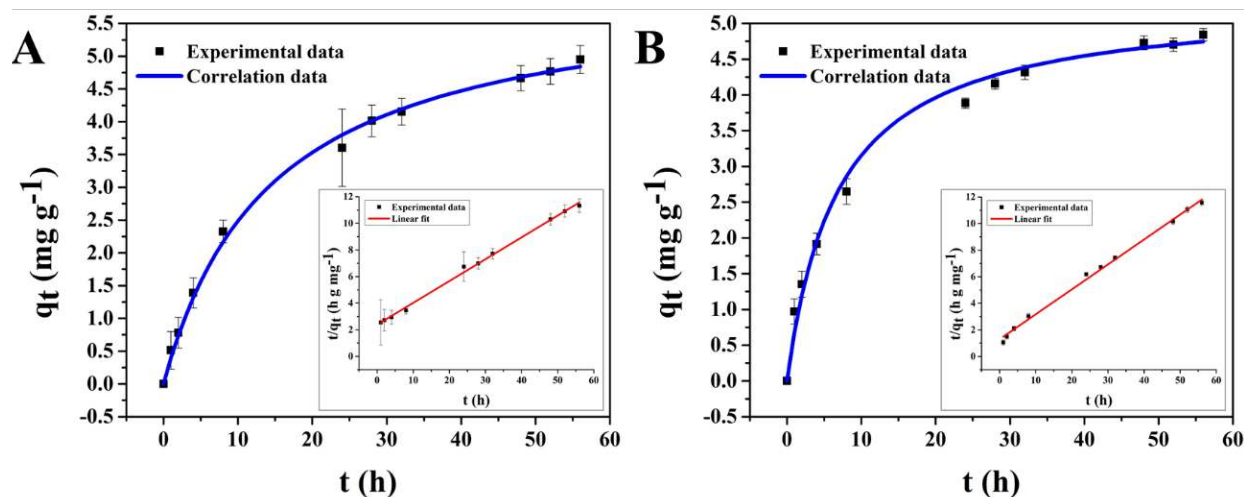 A
Experimental data
Correlation data
qt (mg g-1)
5.5
5.0
4.5
4.0
3.5
3.0
2.5
2.0
1.5
1.0
0.5
0.0
-0.5
0 10 20 30 40 50 60
t (h)
Experimental data
Linear fit
t/qt (h g mg-1)
12
10
8
6
4
2
0
0 10 20 30 40 50 60
t (h)
B
Experimental data
Correlation data
qt (mg g-1)
5.0
4.5
4.0
3.5
3.0
2.5
2.0
1.5
1.0
0.5
0.0
-0.5
0 10 20 30 40 50 60
t (h)
Experimental data
Linear fit
t/qt (h g mg-1)
12
10
8
6
4
2
0
0 10 20 30 40 50 60
t (h)